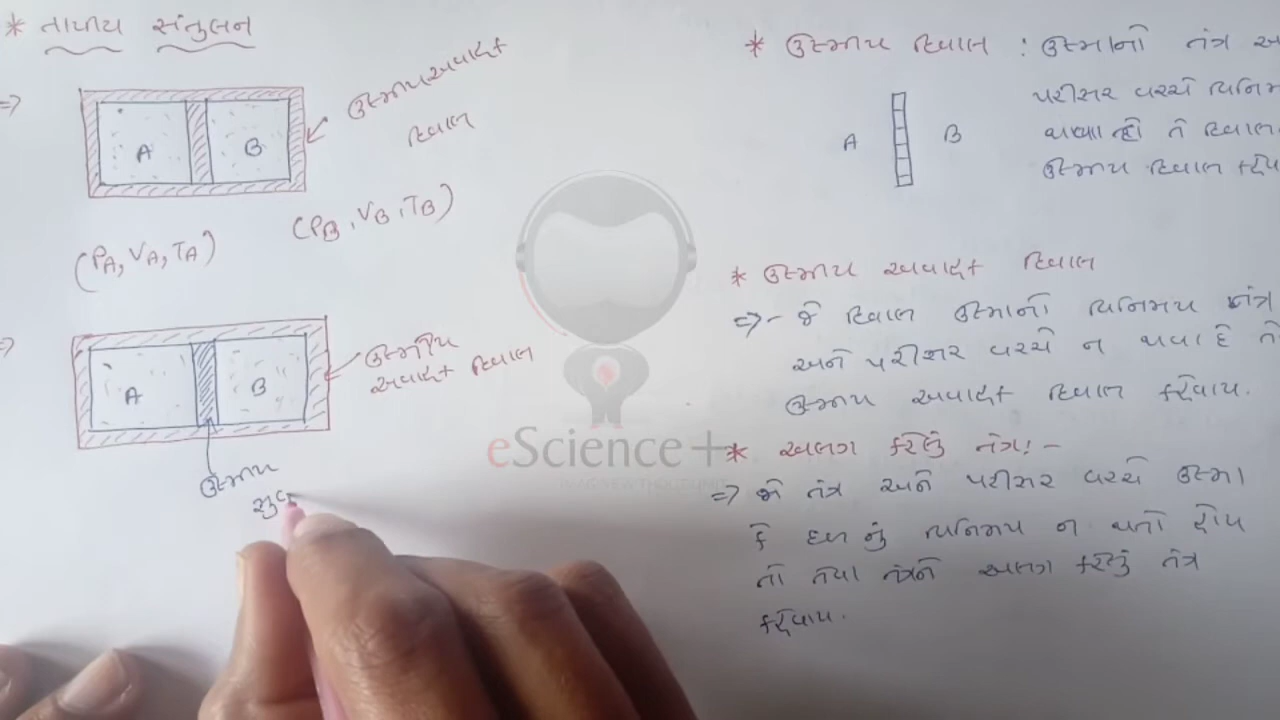 * તાપીય સંતુલન
A
B
ઉષ્મીય અવાહક
દિવાલ
(PA, VA, TA)
(PB, VB, TB)
A
B
ઉષ્મીય
અવાહક દિવાલ
ઉષ્મીય
સુવ
* ઉષ્મીય દિવાલ : ઉષ્માનો તંત્ર અ
A
B
પરીસર વચ્ચે વિનિમ
થવા દે તે દિવાલ
ઉષ્મીય દિવાલ કહેવ
* ઉષ્મીય અવાહક દિવાલ
=> - જે દિવાલ ઉષ્માનો વિનિમય તંત્ર
અને પરીસર વચ્ચે ન થવા દે તે
ઉષ્મીય અવાહક દિવાલ કહેવાય.
* અલગ કરેલું તંત્ર: -
=> જો તંત્ર અને પરીસર વચ્ચે ઉષ્મા
કે દળ નું વિનિમય ન થતો હોય
તો તેવા તંત્રને અલગ કરેલું તંત્ર
કહેવાય.
eScience+